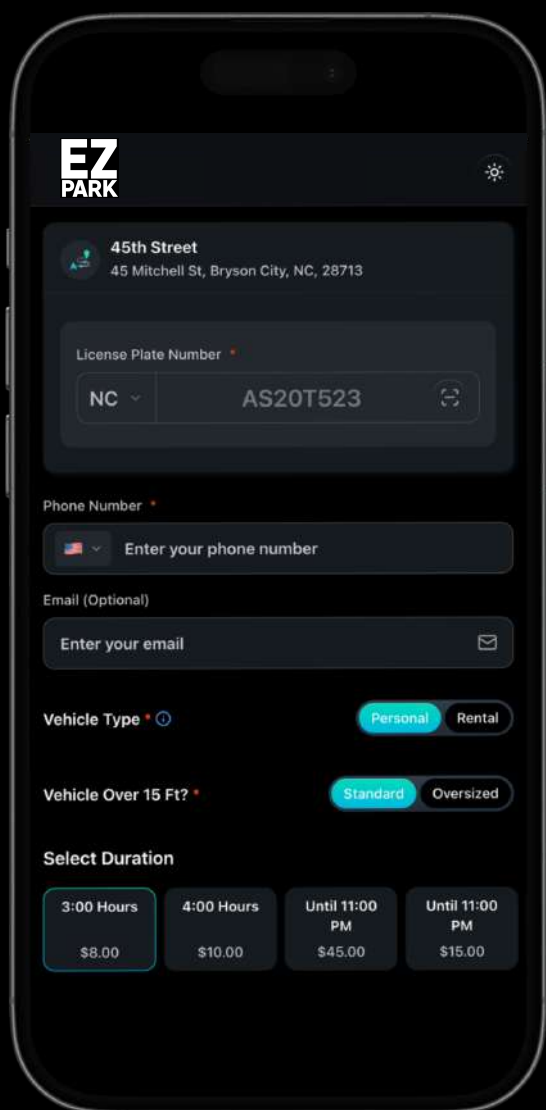 EZ
PARK
45th Street
45 Mitchell St, Bryson City, NC, 28713
License Plate Number *
NC AS20T523
Phone Number *
Enter your phone number
Email (Optional)
Enter your email
Vehicle Type * Personal Rental
Vehicle Over 15 Ft? * Standard Oversized
Select Duration
3:00 Hours 4:00 Hours Until 11:00 Until 11:00
PM PM
$8.00 $10.00 $45.00 $15.00